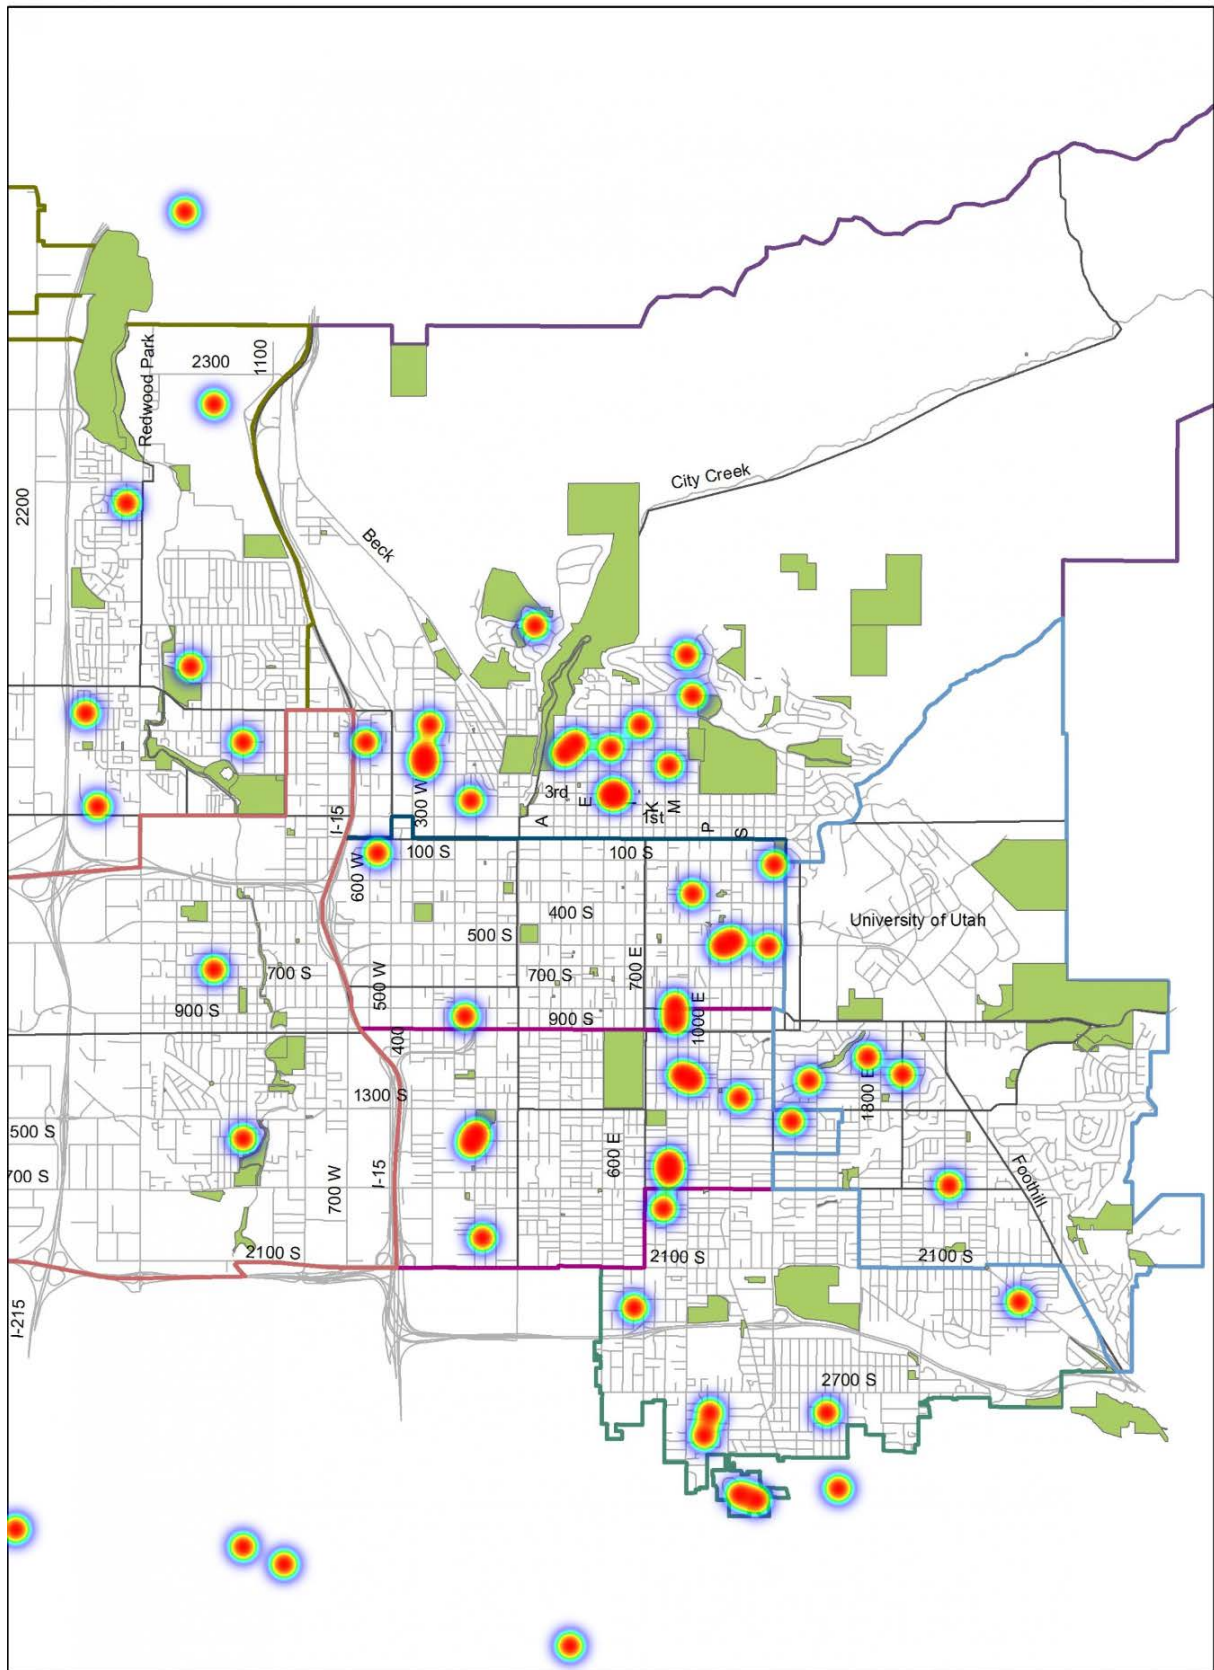 Redwood Park
2300
1100
2200
City Creek
Beck
I-15
300 W
3rd
E
I
K
M
1st
A
P
S
100 S
100 S
600 W
400 S
500 S
University of Utah
700 S
700 S
700 E
500 W
900 S
900 S
1000 E
400
1300 S
1800 E
500 S
600 E
700 S
700 W
I-15
Foothill
2100 S
2100 S
2100 S
I-215
2700 S